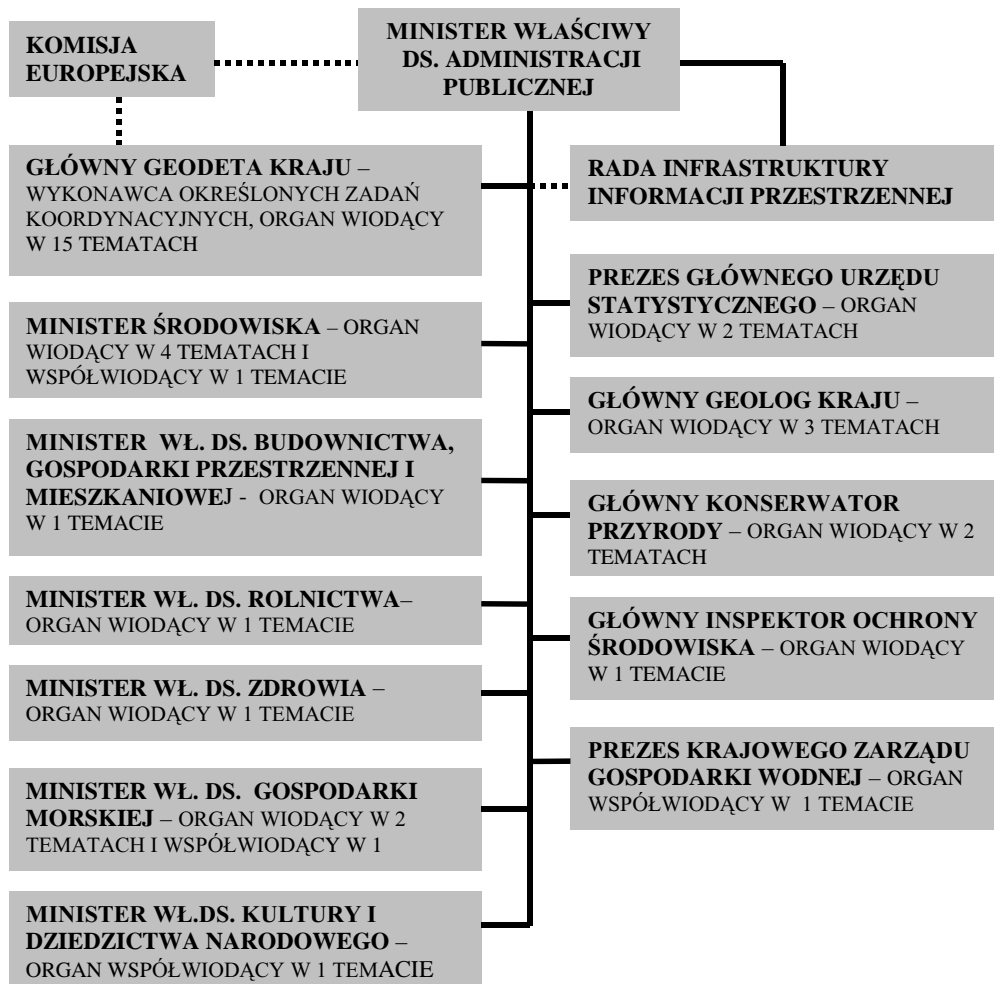 KOMISJA
EUROPEJSKA
MINISTER WŁAŚCIWY
DS. ADMINISTRACJI
PUBLICZNEJ
GŁÓWNY GEODETA KRAJU –
WYKONAWCA OKREŚLONYCH ZADAŃ
KOORDYNACYJNYCH, ORGAN WIODĄCY
W 15 TEMATACH
RADA INFRASTRUKTURY
INFORMACJI PRZESTRZENNEJ
MINISTER ŚRODOWISKA – ORGAN
WIODĄCY W 4 TEMATACH I
WSPÓŁWIODĄCY W 1 TEMACIE
PREZES GŁÓWNEGO URZĘDU
STATYSTYCZNEGO – ORGAN
WIODĄCY W 2 TEMATACH
MINISTER WŁ. DS. BUDOWNICTWA,
GOSPODARKI PRZESTRZENNEJ I
MIESZKANIOWEJ - ORGAN WIODĄCY
W 1 TEMACIE
GŁÓWNY GEOLOG KRAJU –
ORGAN WIODĄCY W 3 TEMATACH
GŁÓWNY KONSERWATOR
PRZYRODY – ORGAN WIODĄCY W 2
TEMATACH
MINISTER WŁ. DS. ROLNICTWA–
ORGAN WIODĄCY W 1 TEMACIE
GŁÓWNY INSPEKTOR OCHRONY
ŚRODOWISKA – ORGAN WIODĄCY
W 1 TEMACIE
MINISTER WŁ. DS. ZDROWIA –
ORGAN WIODĄCY W 1 TEMACIE
PREZES KRAJOWEGO ZARZĄDU
GOSPODARKI WODNEJ – ORGAN
WSPÓŁWIODĄCY W 1 TEMACIE
MINISTER WŁ. DS. GOSPODARKI
MORSKIEJ – ORGAN WIODĄCY W 2
TEMATACH I WSPÓŁWIODĄCY W 1
MINISTER WŁ.DS. KULTURY I
DZIEDZICTWA NARODOWEGO –
ORGAN WSPÓŁWIODĄCY W 1 TEMACIE